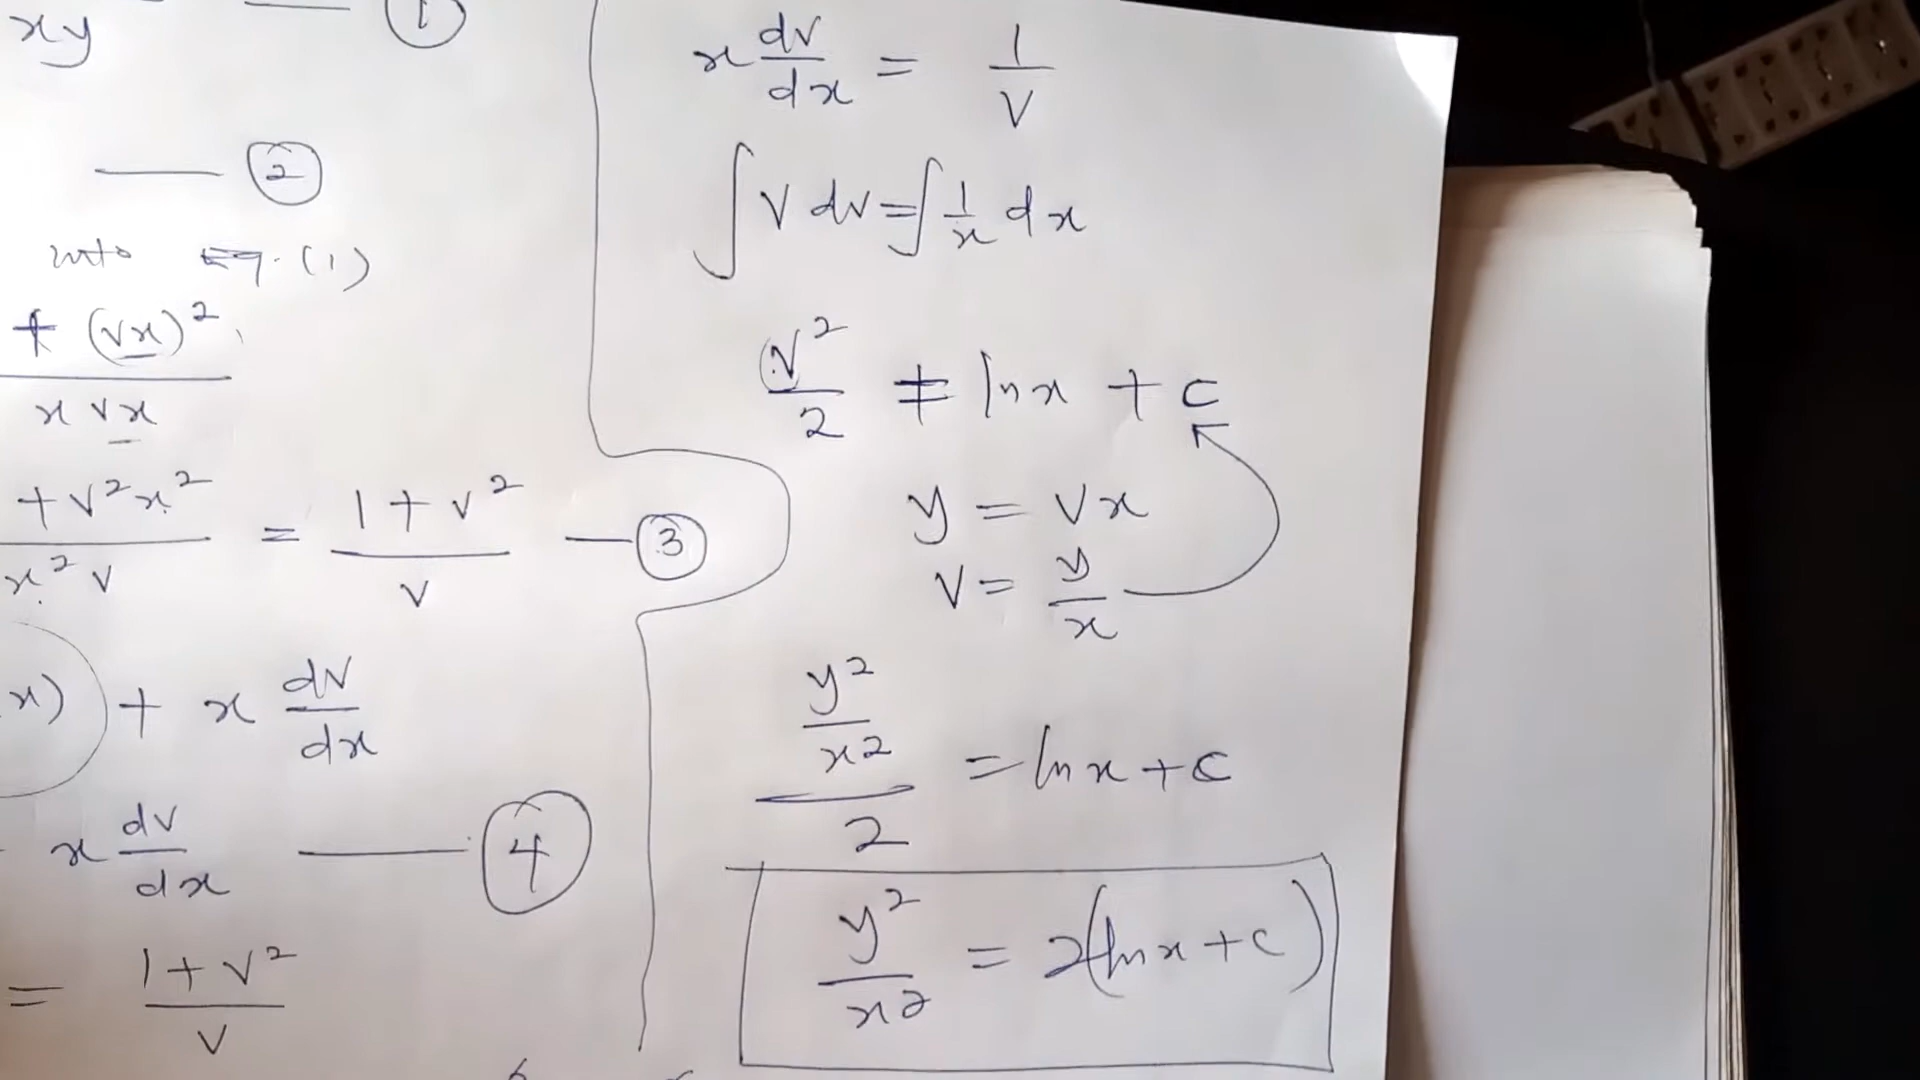 xy —— ①
—— ②
into Eq. (1)
+ (vx)²
x vx
+ v²x² / x² v = 1 + v² / v —— ③
x) + x dv/dx
x dv/dx —— ④
= 1 + v² / v
x dv/dx = 1/v
∫ v dv = ∫ 1/x dx
v²/2 ≠ ln x + c
y = vx
v = y/x
y²/x² / 2 = ln x + c
y²/x² = 2(ln x + c)